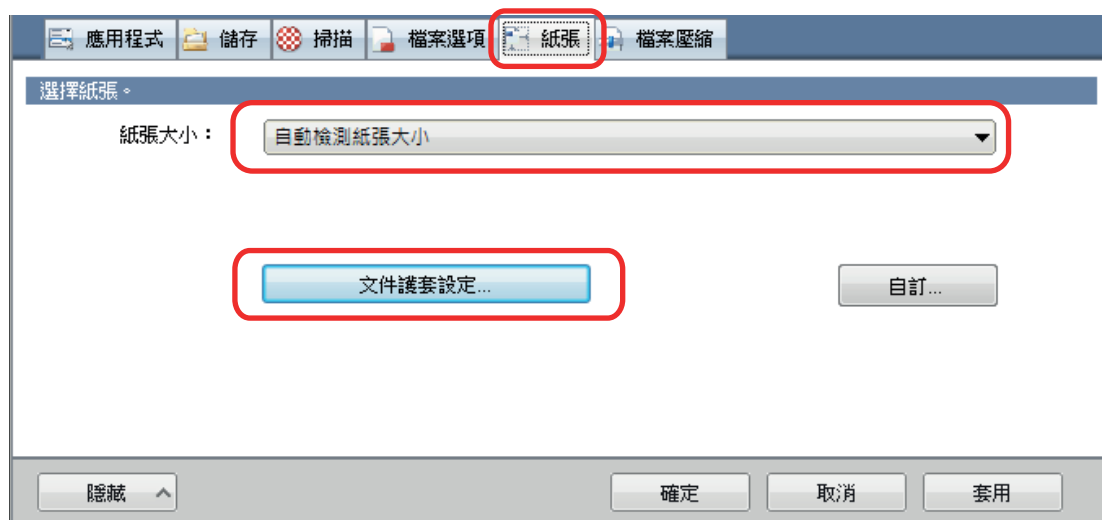 應用程式 儲存 掃描 檔案選項 紙張 檔案壓縮
選擇紙張。
紙張大小： 自動檢測紙張大小
文件護套設定... 自訂...
隱藏 確定 取消 套用